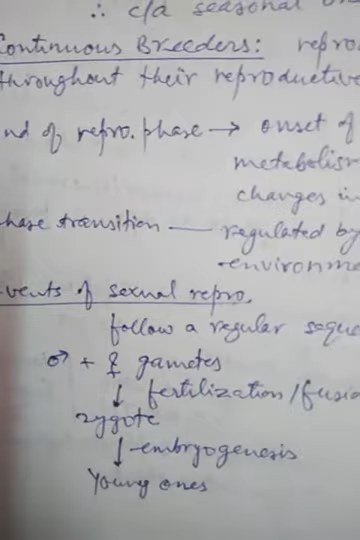 ∴ c/a seasonal
Continuous Breeders: repro
throughout their reproductive
nd of repro. phase → onset of
metabolism
changes in
phase transition — regulated by
environme
vents of sexual repro.
follow a regular seque
♂ + ♀ gametes
↓ fertilization/fusio
zygote
↓ embryogenesis
Young ones